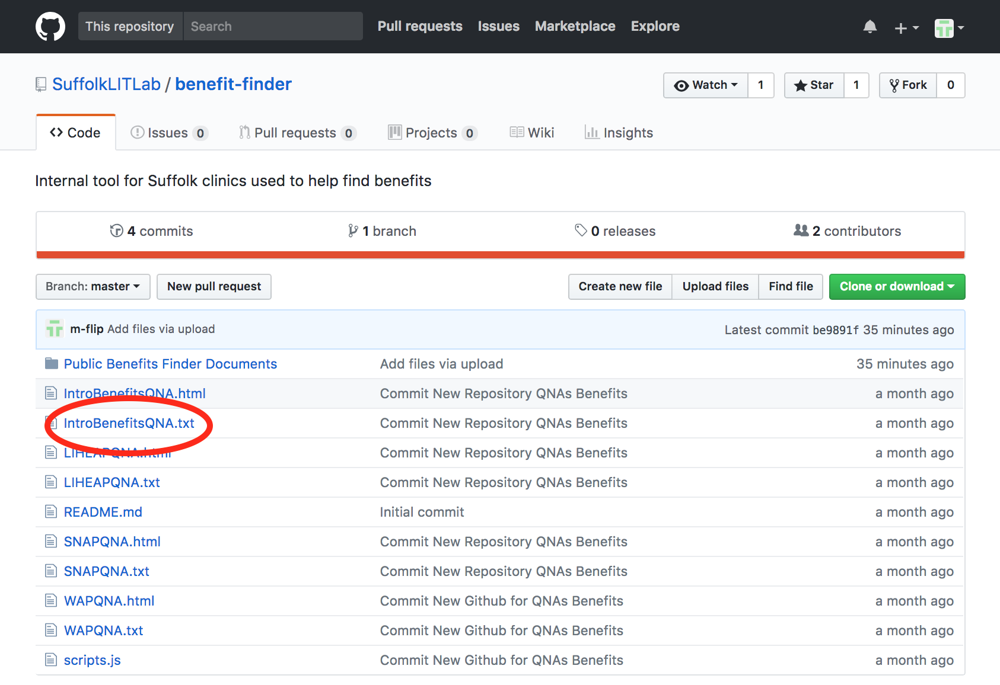 This repository Search Pull requests Issues Marketplace Explore
SuffolkLITLab / benefit-finder Watch 1 Star 1 Fork 0
Code Issues 0 Pull requests 0 Projects 0 Wiki Insights
Internal tool for Suffolk clinics used to help find benefits
4 commits 1 branch 0 releases 2 contributors
Branch: master New pull request Create new file Upload files Find file Clone or download
m-flip Add files via upload Latest commit be9891f 35 minutes ago
Public Benefits Finder Documents Add files via upload 35 minutes ago
IntroBenefitsQNA.html Commit New Repository QNAs Benefits a month ago
IntroBenefitsQNA.txt Commit New Repository QNAs Benefits a month ago
LIHEAPQNA.html Commit New Repository QNAs Benefits a month ago
LIHEAPQNA.txt Commit New Repository QNAs Benefits a month ago
README.md Initial commit a month ago
SNAPQNA.html Commit New Repository QNAs Benefits a month ago
SNAPQNA.txt Commit New Repository QNAs Benefits a month ago
WAPQNA.html Commit New Github for QNAs Benefits a month ago
WAPQNA.txt Commit New Github for QNAs Benefits a month ago
scripts.js Commit New Github for QNAs Benefits a month ago